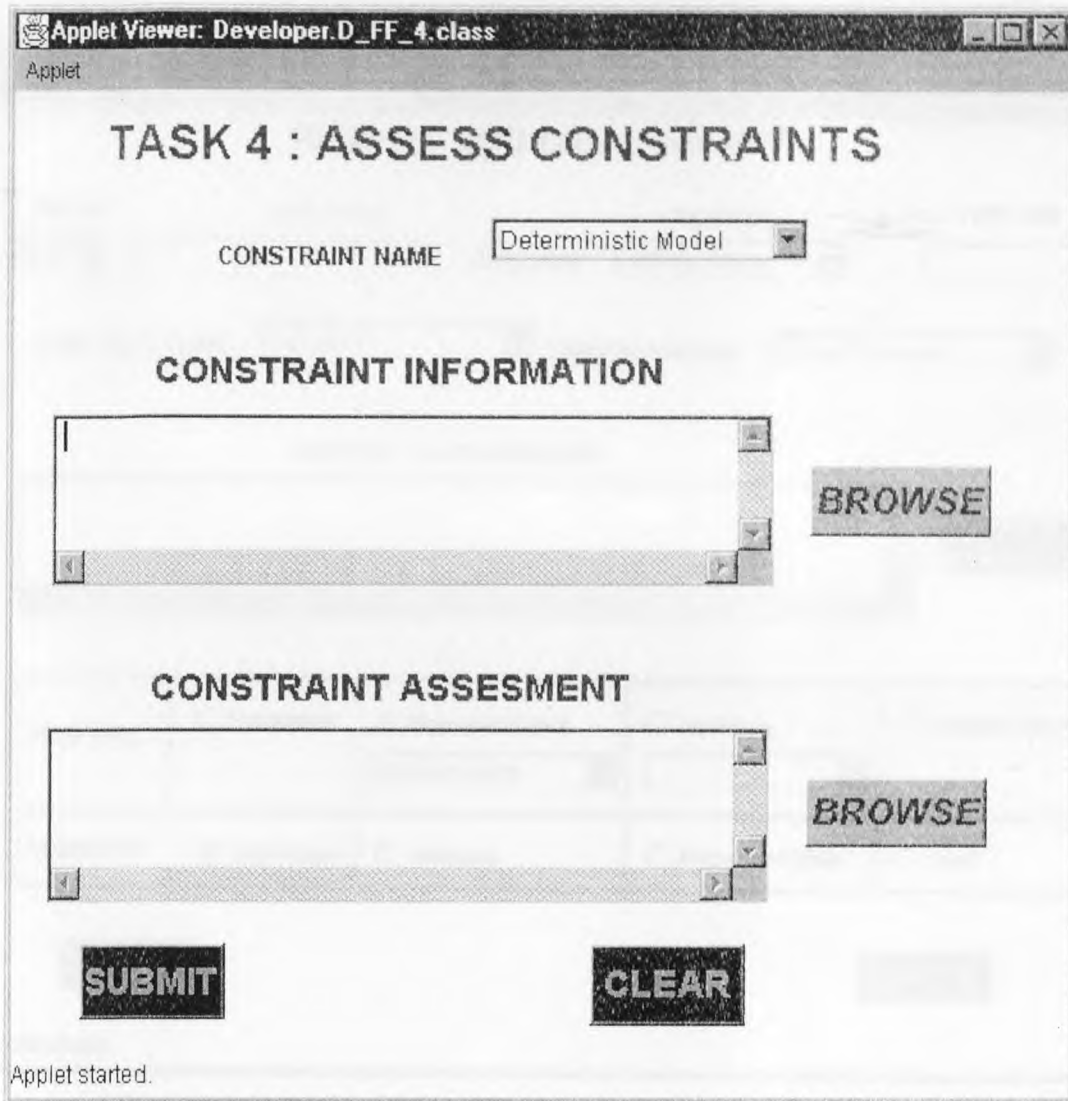 Applet Viewer: Developer.D_FF_4.class
Applet
TASK 4 : ASSESS CONSTRAINTS
CONSTRAINT NAME Deterministic Model
CONSTRAINT INFORMATION
BROWSE
CONSTRAINT ASSESMENT
BROWSE
SUBMIT CLEAR
Applet started.